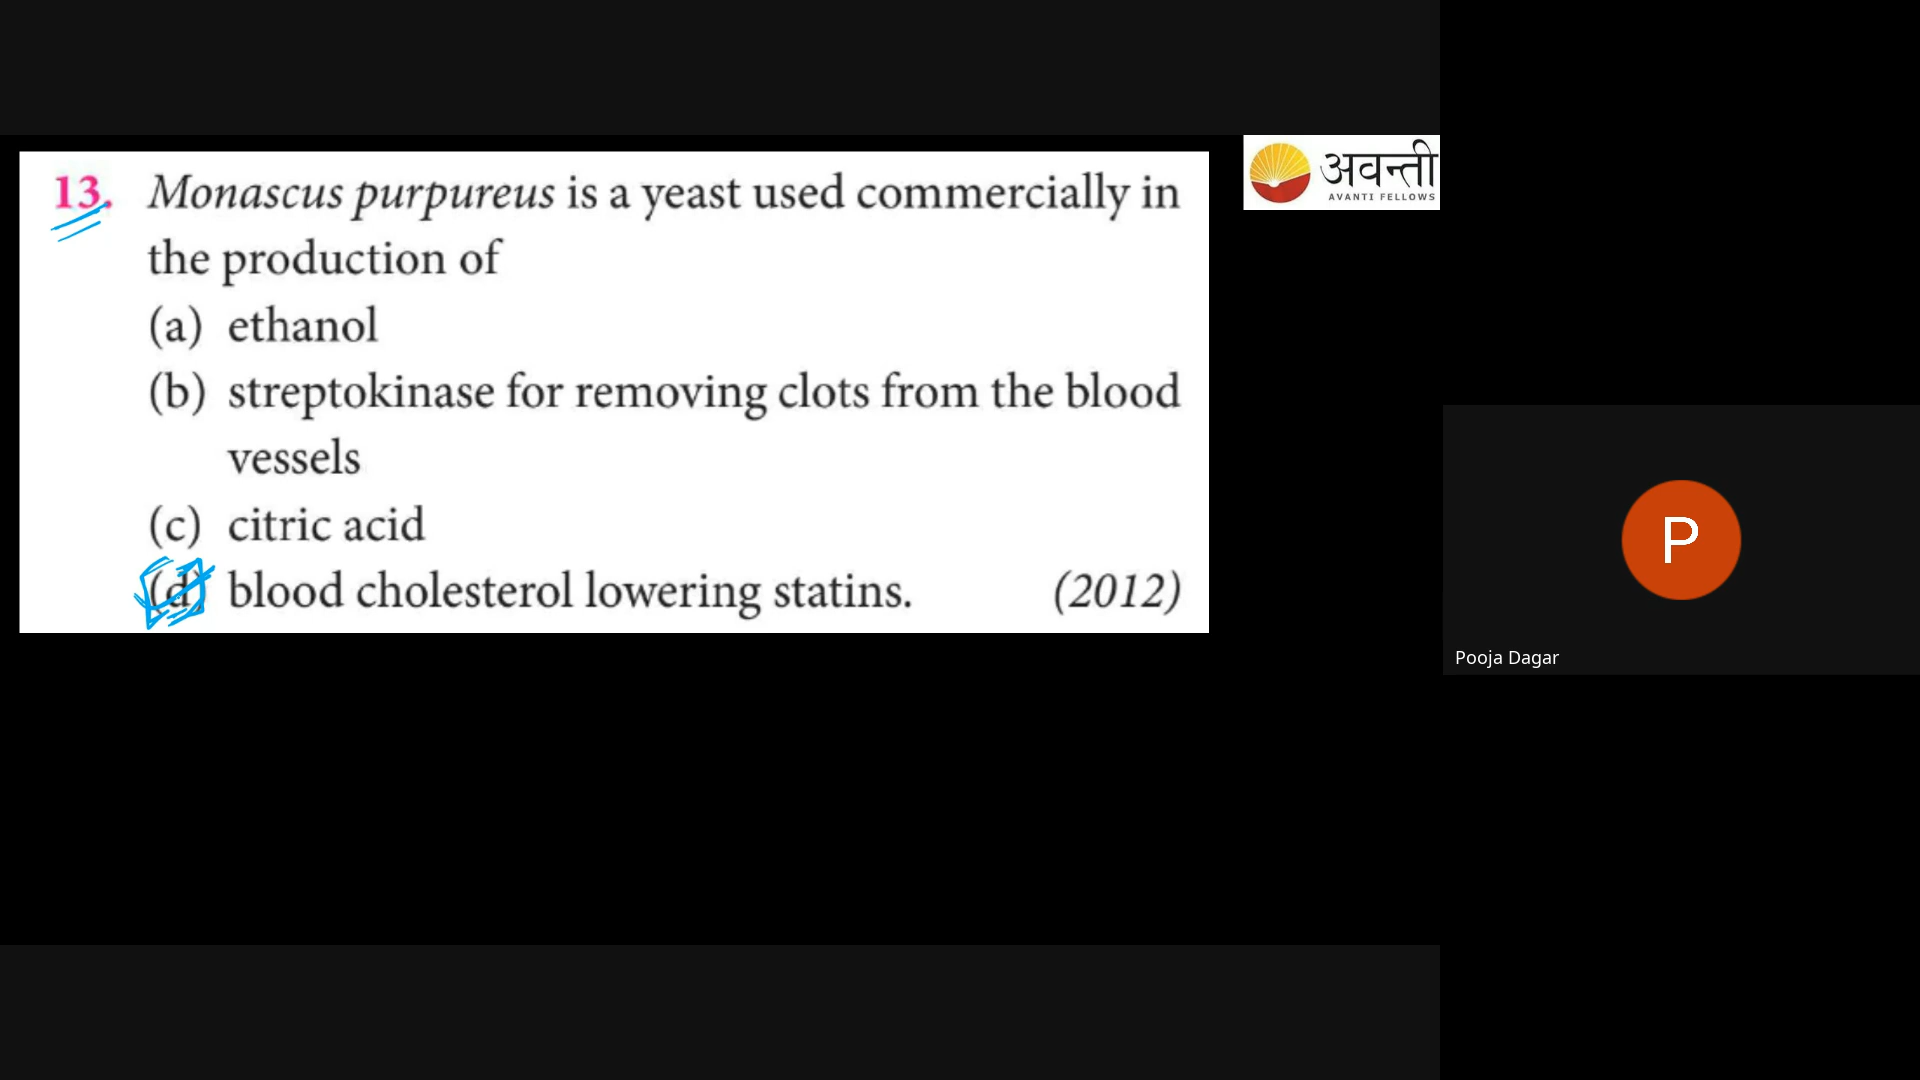 13. Monascus purpureus is a yeast used commercially in
the production of
(a) ethanol
(b) streptokinase for removing clots from the blood
vessels
(c) citric acid
(d) blood cholesterol lowering statins. (2012)
अवन्ती
AVANTI FELLOWS
P
Pooja Dagar